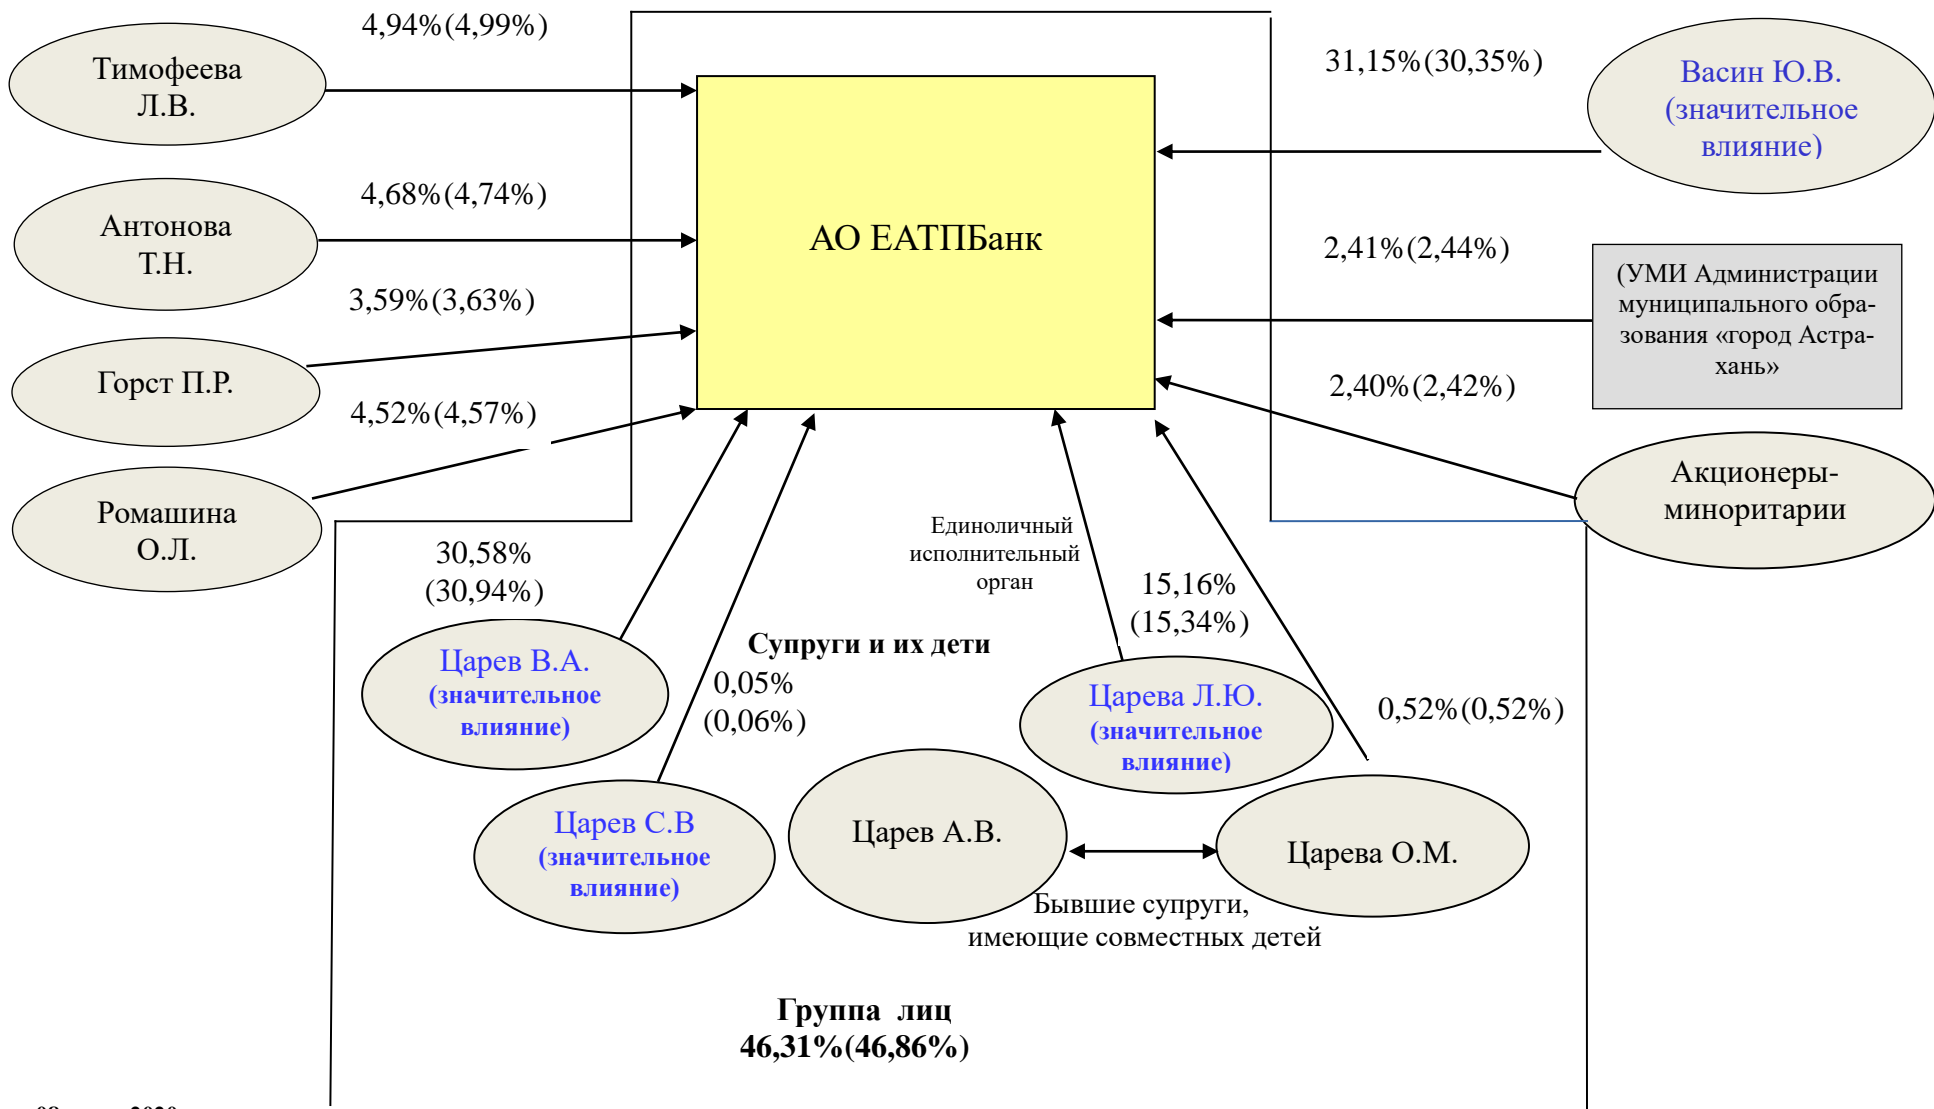 4,94%(4,99%)
Тимофеева
Л.В.
31,15%(30,35%)
Васин Ю.В.
(значительное
влияние)
4,68%(4,74%)
Антонова
Т.Н.
АО ЕАТПБанк
2,41%(2,44%)
(УМИ Администрации
муниципального обра-
зования «город Астра-
хань»
3,59%(3,63%)
Горст П.Р.
2,40%(2,42%)
4,52%(4,57%)
Акционеры-
миноритарии
Ромашина
О.Л.
30,58%
(30,94%)
Единоличный
исполнительный
орган
15,16%
(15,34%)
Супруги и их дети
Царев В.А.
(значительное
влияние)
0,05%
(0,06%)
Царева Л.Ю.
(значительное
влияние)
0,52%(0,52%)
Царев С.В
(значительное
влияние)
Царев А.В.
Царева О.М.
Бывшие супруги,
имеющие совместных детей
Группа лиц
46,31%(46,86%)